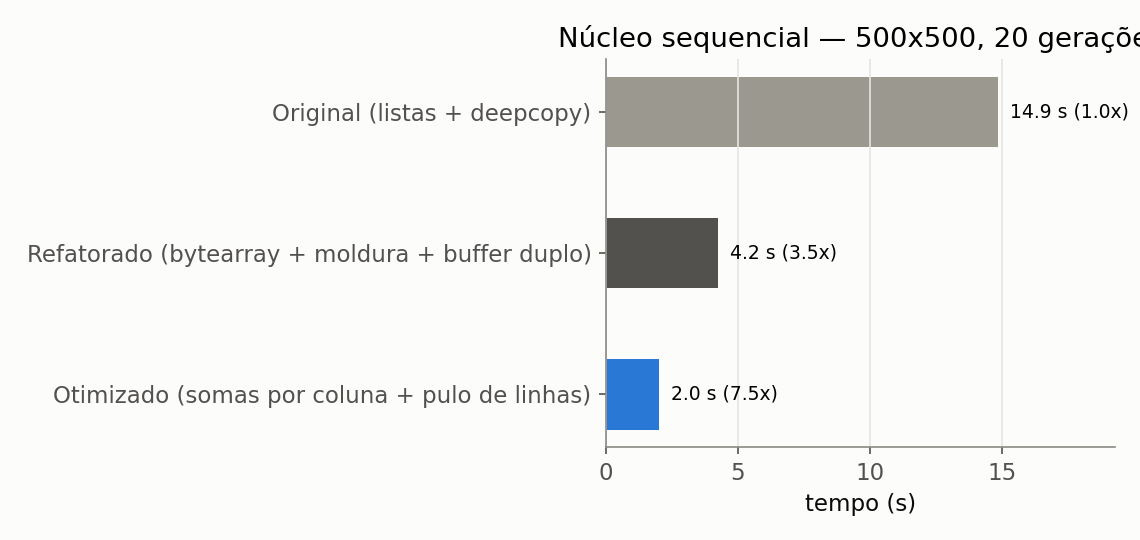 Núcleo sequencial — 500x500, 20 geraçõe
Original (listas + deepcopy)
14.9 s (1.0x)
Refatorado (bytearray + moldura + buffer duplo)
4.2 s (3.5x)
Otimizado (somas por coluna + pulo de linhas)
2.0 s (7.5x)
0 5 10 15
tempo (s)